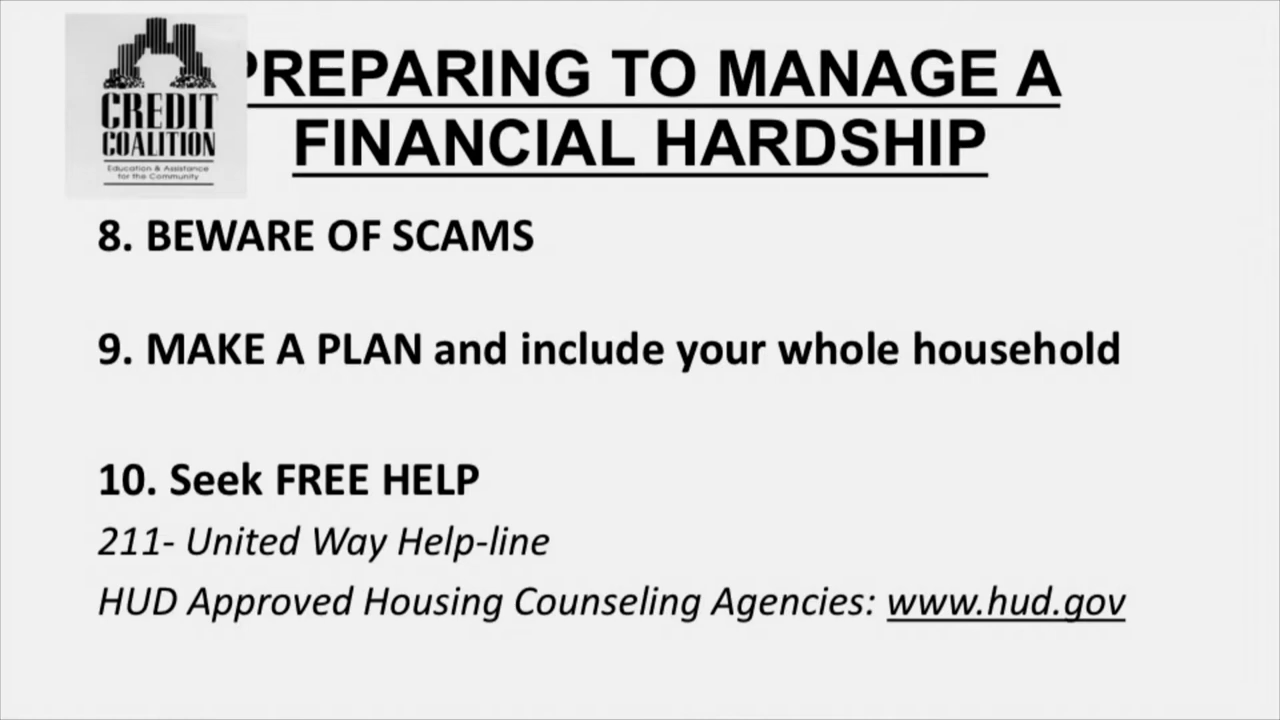 CREDIT
COALITION
Education & Assistance
for the Community
PREPARING TO MANAGE A
FINANCIAL HARDSHIP
8. BEWARE OF SCAMS
9. MAKE A PLAN and include your whole household
10. Seek FREE HELP
211- United Way Help-line
HUD Approved Housing Counseling Agencies: www.hud.gov